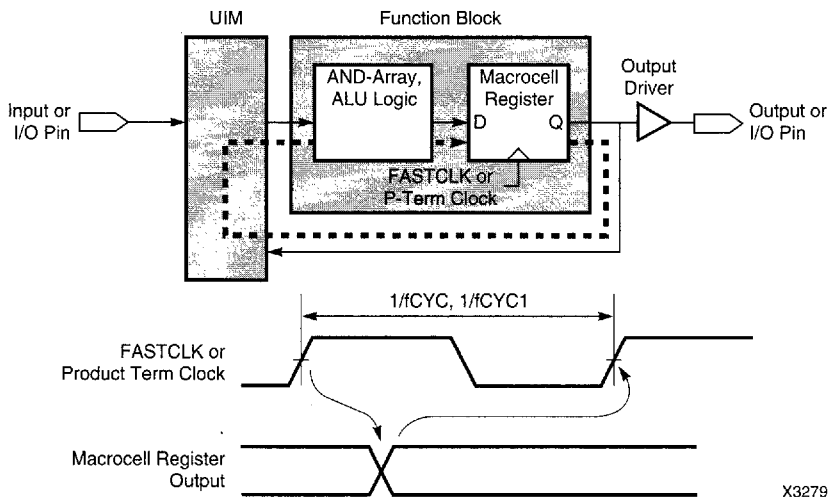 UIM
Function Block
AND-Array,
ALU Logic
Macrocell
Register
Output
Driver
Input or
I/O Pin
D
Q
Output or
I/O Pin
FASTCLK or
P-Term Clock
1/fCYC, 1/fCYC1
FASTCLK or
Product Term Clock
Macrocell Register
Output
X3279